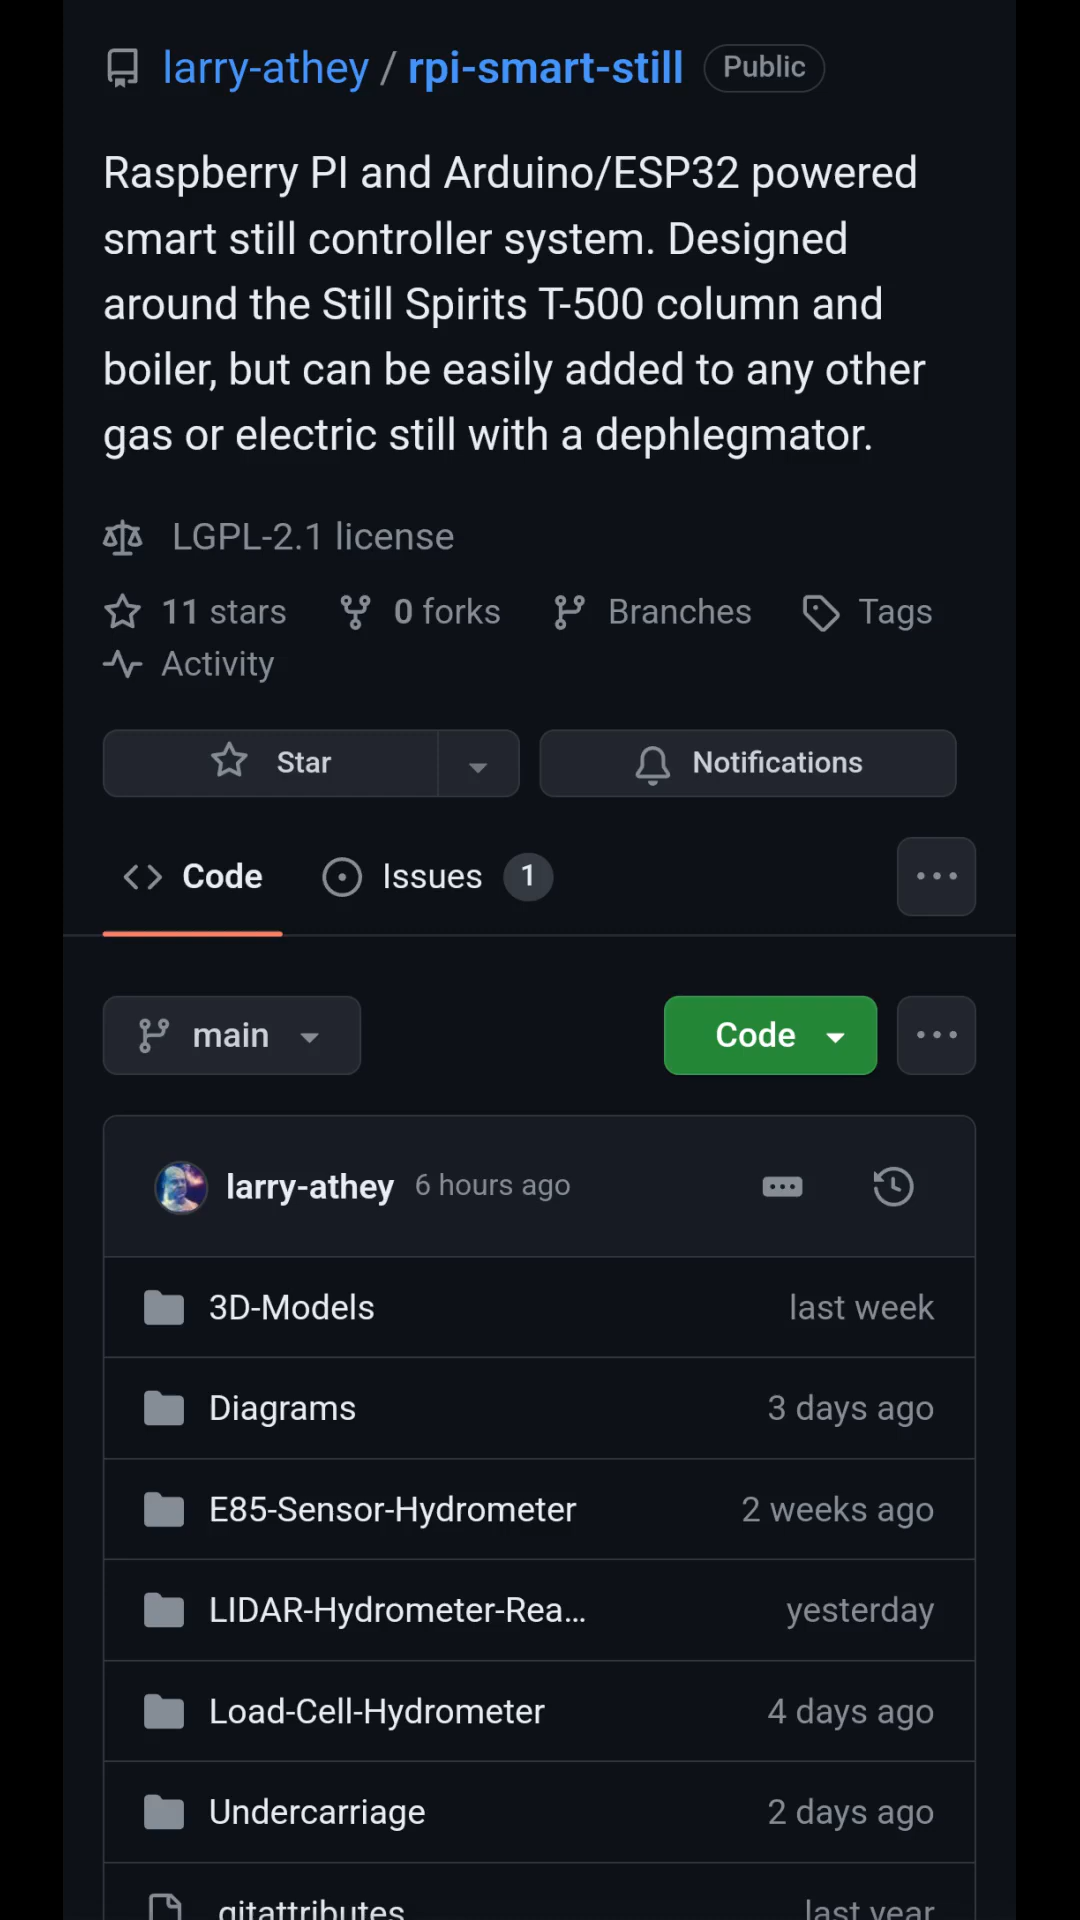 larry-athey / rpi-smart-still Public
Raspberry PI and Arduino/ESP32 powered
smart still controller system. Designed
around the Still Spirits T-500 column and
boiler, but can be easily added to any other
gas or electric still with a dephlegmator.
LGPL-2.1 license
11 stars 0 forks Branches Tags
Activity
Star Notifications
Code Issues 1
main Code
larry-athey 6 hours ago
3D-Models last week
Diagrams 3 days ago
E85-Sensor-Hydrometer 2 weeks ago
LIDAR-Hydrometer-Rea... yesterday
Load-Cell-Hydrometer 4 days ago
Undercarriage 2 days ago
.gitattributes last year